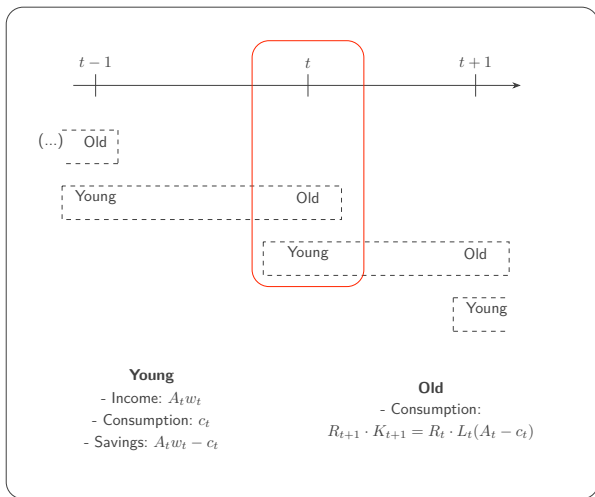 t − 1 t t + 1
(...) Old
Young Old
Young Old
Young
Young
- Income: A_t w_t
- Consumption: c_t
- Savings: A_t w_t − c_t
Old
- Consumption:
R_{t+1} · K_{t+1} = R_t · L_t(A_t − c_t)